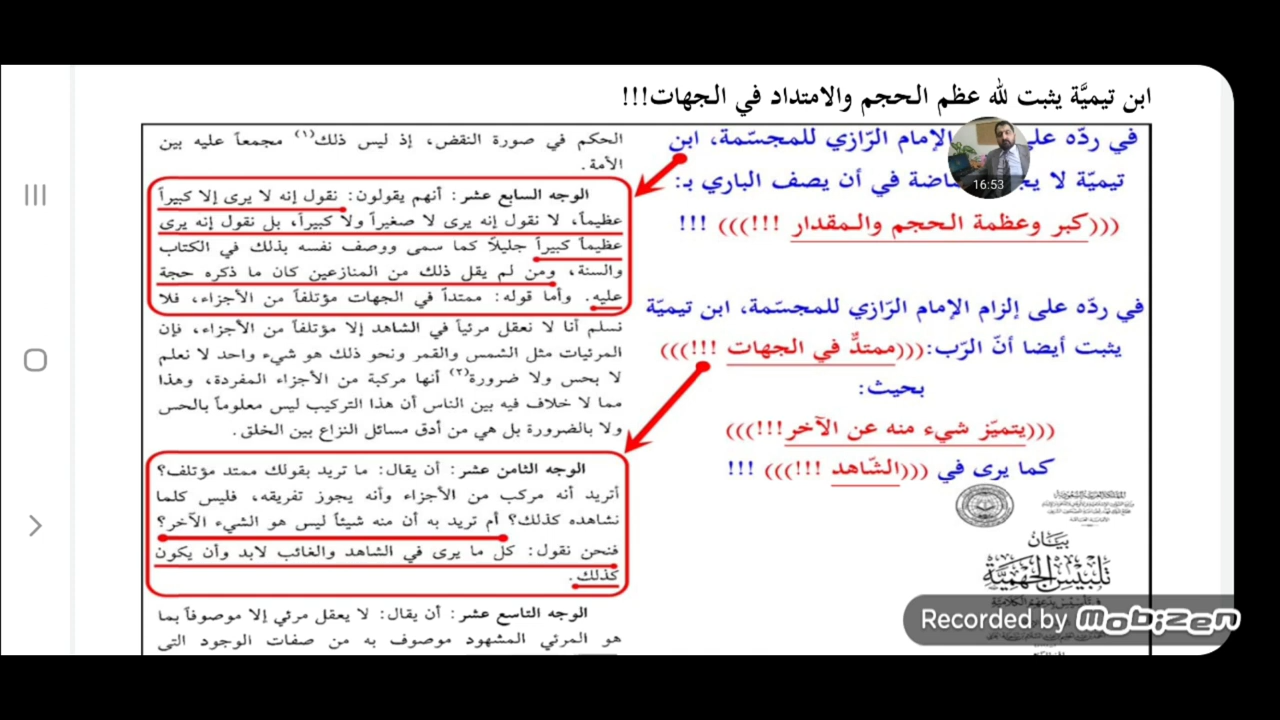 ابن تيميَّة يثبت لله عظم الحجم والامتداد في الجهات!!!
في ردّه على الإمام الرّازي للمجسّمة، ابن
تيميّة لا يجد غضاضة في أن يصف الباري بـ:
(((كبر وعظمة الحجم والمقدار !!!))) !!!
في ردّه على إلزام الإمام الرّازي للمجسّمة، ابن تيميّة
يثبت أيضا أنّ الرّب:(((ممتدٌّ في الجهات !!!)))
بحيث:
(((يتميّز شيء منه عن الآخر!!!)))
كما يرى في (((الشّاهد !!!))) !!!
بيان
تلبيس الجهمية
16:53
الحكم في صورة النقض، إذ ليس ذلك(١) مجمعاً عليه بين
الأمة.
الوجه السابع عشر: أنهم يقولون: نقول إنه لا يرى إلا كبيراً
عظيماً، لا نقول إنه يرى لا صغيراً ولا كبيراً، بل نقول إنه يرى
عظيماً كبيراً جليلاً كما سمى ووصف نفسه بذلك في الكتاب
والسنة، ومن لم يقل ذلك من المنازعين كان ما ذكره حجة
عليه. وأما قوله: ممتداً في الجهات مؤتلفاً من الأجزاء، فلا
نسلم أنا لا نعقل مرئياً في الشاهد إلا مؤتلفاً من الأجزاء، فإن
المرئيات مثل الشمس والقمر ونحو ذلك هو شيء واحد لا نعلم
لا بحس ولا ضرورة(٢) أنها مركبة من الأجزاء المفردة، وهذا
مما لا خلاف فيه بين الناس أن هذا التركيب ليس معلوماً بالحس
ولا بالضرورة بل هي من أدق مسائل النزاع بين الخلق.
الوجه الثامن عشر: أن يقال: ما تريد بقولك ممتد مؤتلف؟
أتريد أنه مركب من الأجزاء وأنه يجوز تفريقه، فليس كلما
نشاهده كذلك؟ أم تريد به أن منه شيئاً ليس هو الشيء الآخر؟
فنحن نقول: كل ما يرى في الشاهد والغائب لابد وأن يكون
كذلك.
الوجه التاسع عشر: أن يقال: لا يعقل مرئي إلا موصوفاً بما
هو المرئي المشهود موصوف به من صفات الوجود التي
Recorded by MOBIZEN